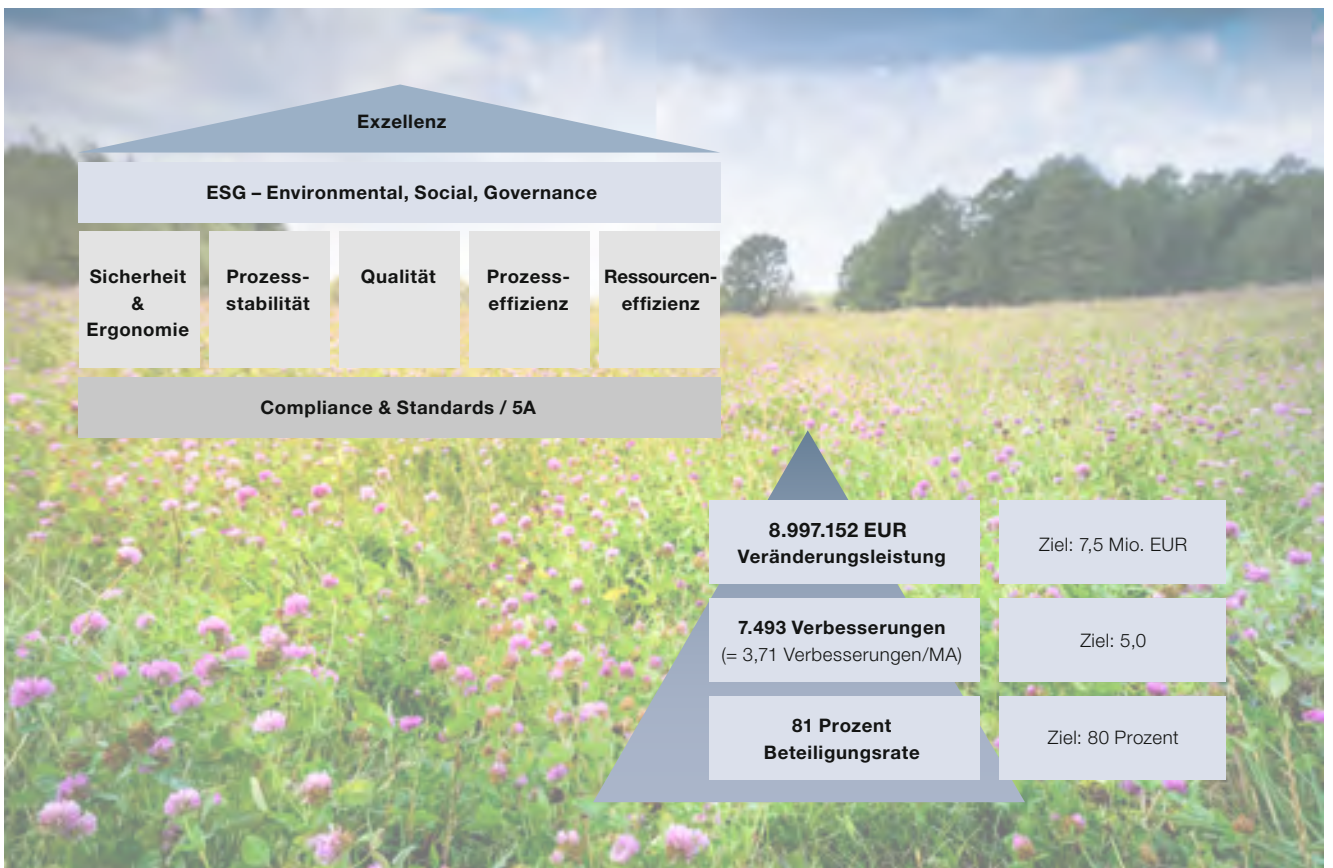 Exzellenz
ESG – Environmental, Social, Governance
Sicherheit
&
Ergonomie
Prozess-
stabilität
Qualität
Prozess-
effizienz
Ressourcen-
effizienz
Compliance & Standards / 5A
8.997.152 EUR
Veränderungsleistung
Ziel: 7,5 Mio. EUR
7.493 Verbesserungen
(= 3,71 Verbesserungen/MA)
Ziel: 5,0
81 Prozent
Beteiligungsrate
Ziel: 80 Prozent